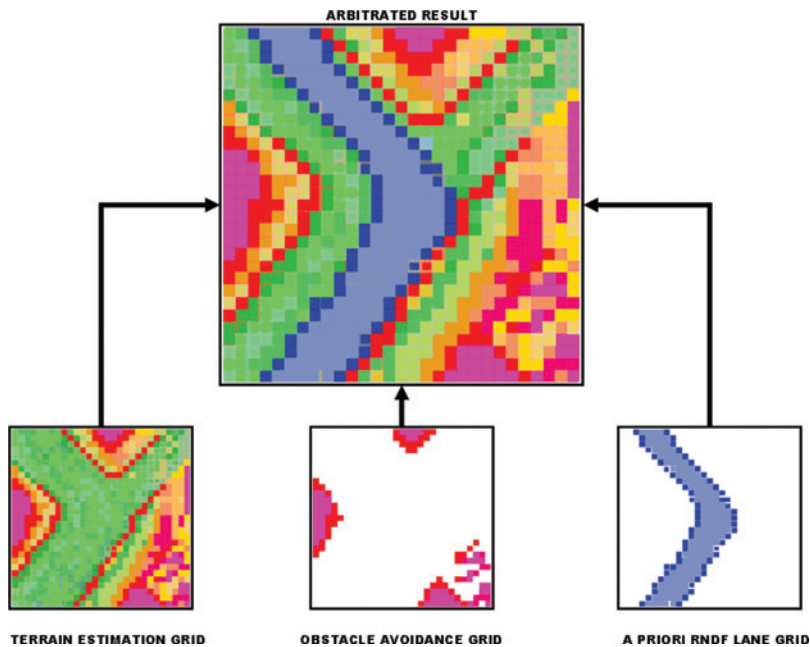 ARBITRATED RESULT
TERRAIN ESTIMATION GRID
OBSTACLE AVOIDANCE GRID
A PRIORI RNDF LANE GRID